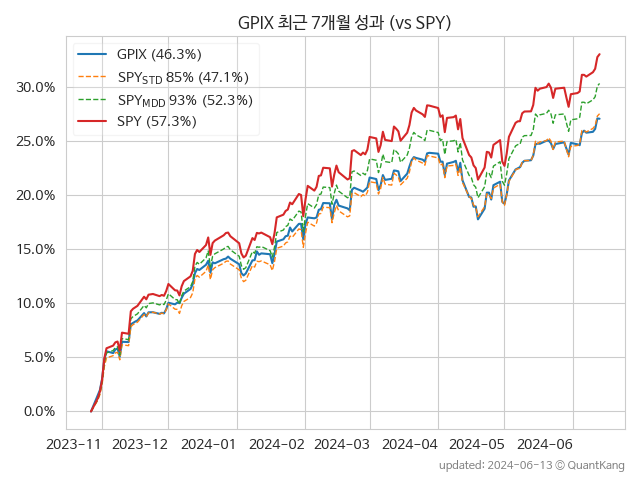 GPIX 최근 7개월 성과 (vs SPY)
GPIX (46.3%)
SPY_STD 85% (47.1%)
SPY_MDD 93% (52.3%)
SPY (57.3%)
30.0%
25.0%
20.0%
15.0%
10.0%
5.0%
0.0%
2023-11 2023-12 2024-01 2024-02 2024-03 2024-04 2024-05 2024-06
updated: 2024-06-13 © QuantKang